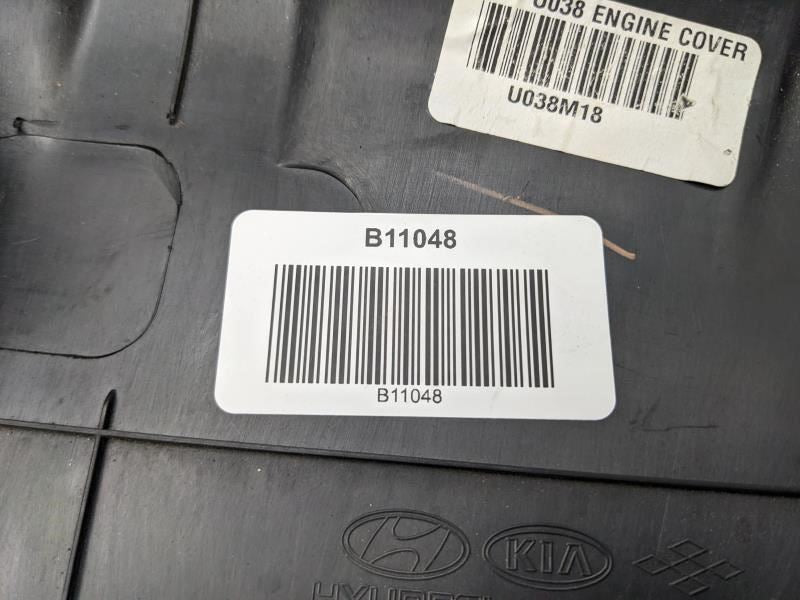 U038 ENGINE COVER
U038M18
B11048
B11048
KIA